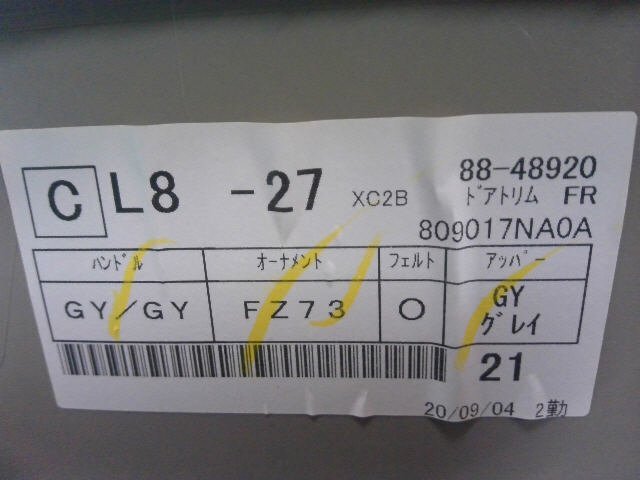 C L8 -27 XC2B 88-48920
ﾄﾞｱﾄﾘﾑ FR
809017NA0A
ﾊﾝﾄﾞﾙ ｵｰﾅﾒﾝﾄ ﾌｪﾙﾄ ｱｯﾊﾟｰ
GY/GY FZ73 O GY
ｸﾞﾚｲ
21
20/09/04 2勤